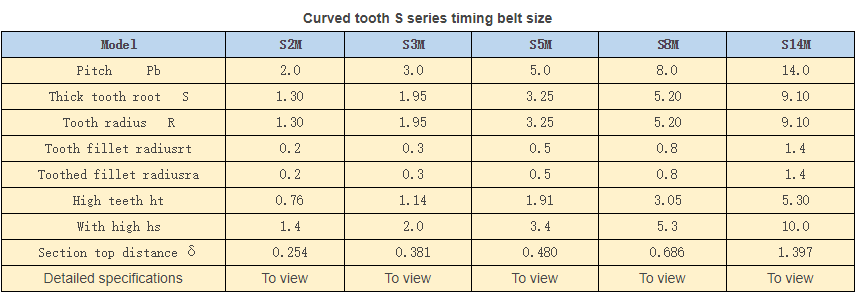 Curved tooth S series timing belt size
Model S2M S3M S5M S8M S14M
Pitch Pb 2.0 3.0 5.0 8.0 14.0
Thick tooth root S 1.30 1.95 3.25 5.20 9.10
Tooth radius R 1.30 1.95 3.25 5.20 9.10
Tooth fillet radiusrt 0.2 0.3 0.5 0.8 1.4
Toothed fillet radiusra 0.2 0.3 0.5 0.8 1.4
High teeth ht 0.76 1.14 1.91 3.05 5.30
With high hs 1.4 2.0 3.4 5.3 10.0
Section top distance δ 0.254 0.381 0.480 0.686 1.397
Detailed specifications To view To view To view To view To view